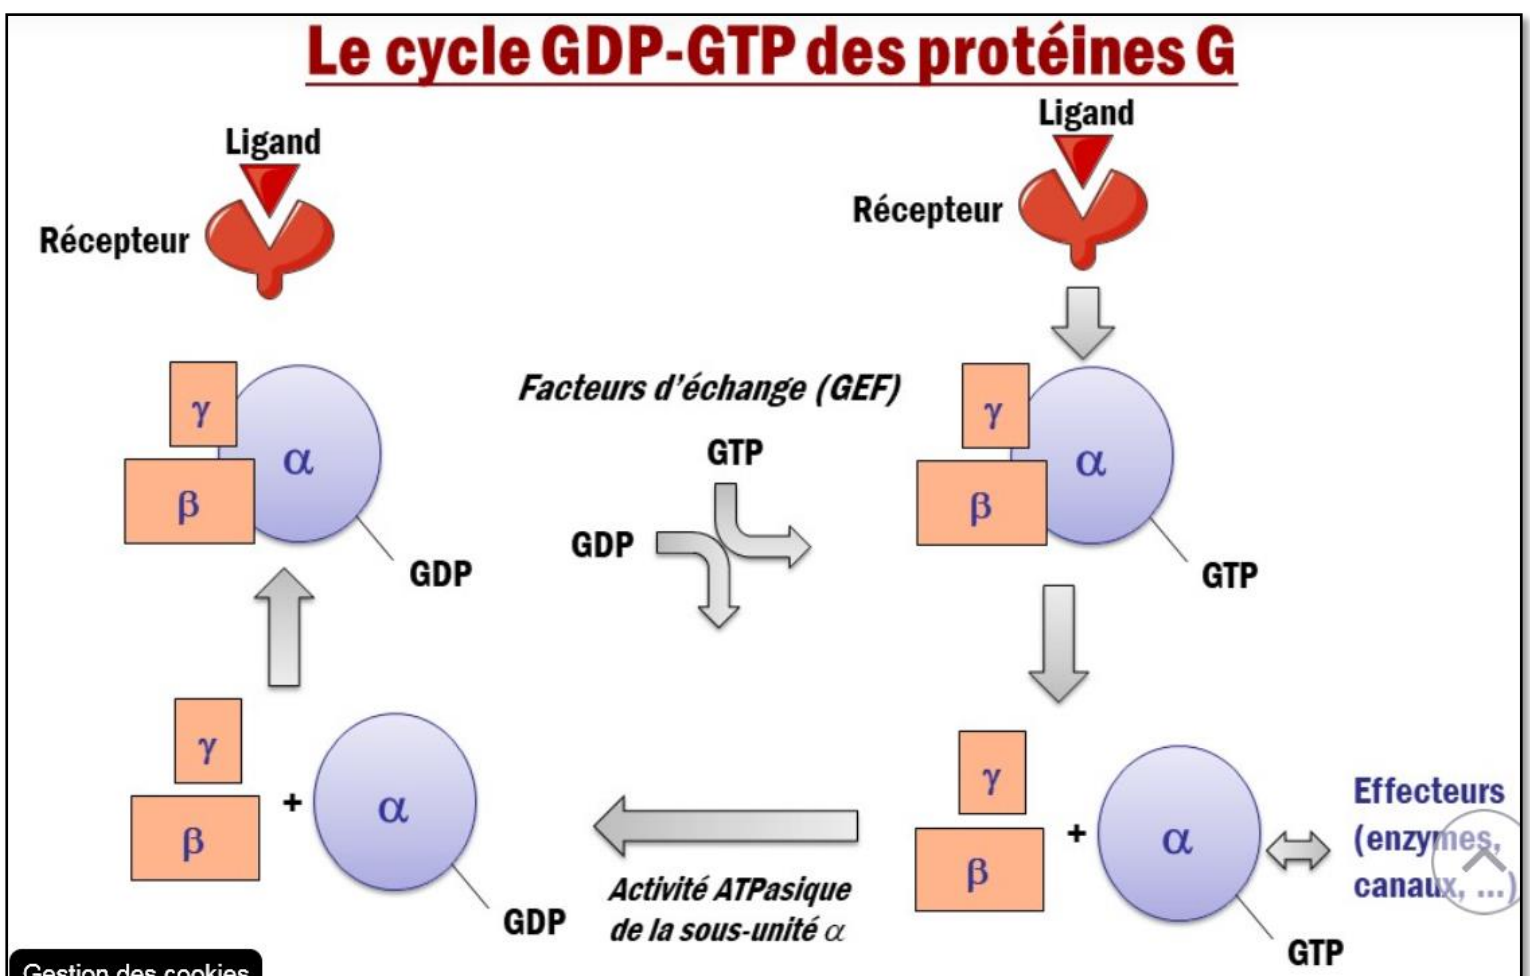 Le cycle GDP-GTP des protéines G
Ligand
Récepteur
γ
α
β
GDP
Facteurs d'échange (GEF)
GTP
GDP
Ligand
Récepteur
γ
α
β
GTP
γ
β
+
α
GDP
Activité ATPasique
de la sous-unité α
γ
β
+
α
GTP
Effecteurs
(enzymes,
canaux, ...)
Gestion des cookies